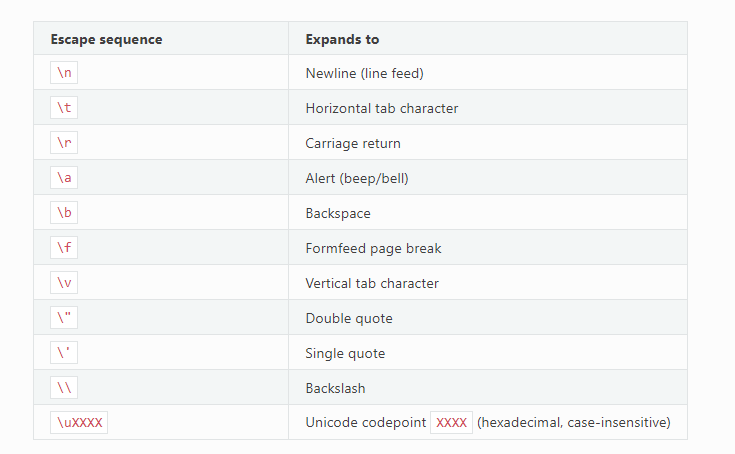 Escape sequence Expands to
\n Newline (line feed)
\t Horizontal tab character
\r Carriage return
\a Alert (beep/bell)
\b Backspace
\f Formfeed page break
\v Vertical tab character
\" Double quote
\' Single quote
\\ Backslash
\uXXXX Unicode codepoint XXXX (hexadecimal, case-insensitive)